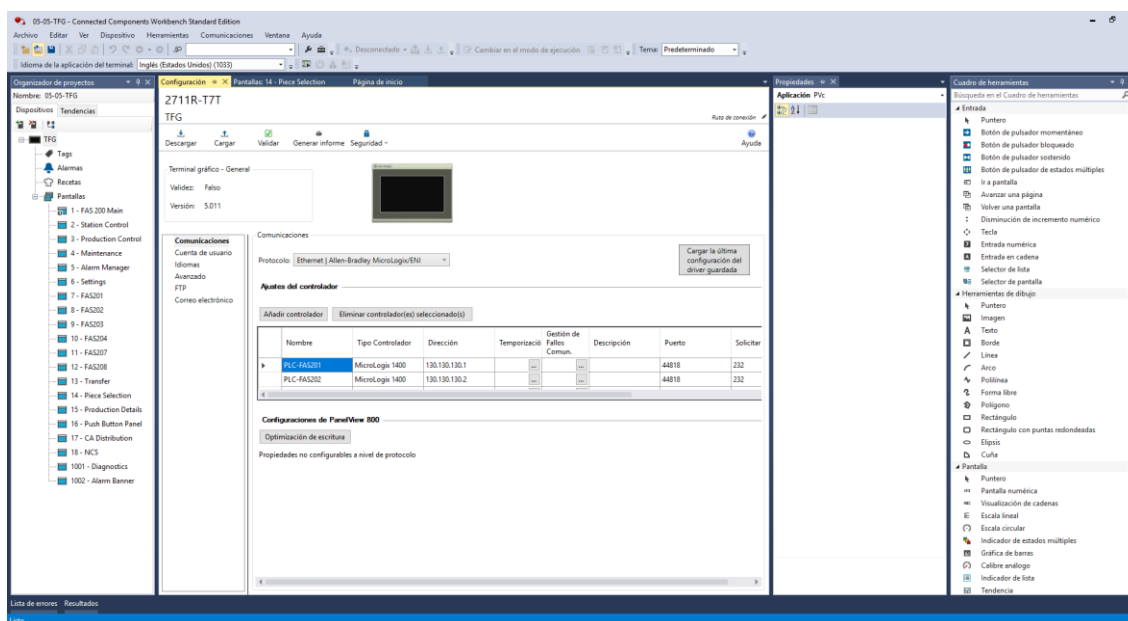 05-05-TFG - Connected Components Workbench Standard Edition
Archivo Editar Ver Dispositivo Herramientas Comunicaciones Ventana Ayuda
Desconectado Cambiar en el modo de ejecución Tema: Predeterminado
Idioma de la aplicación del terminal: Inglés (Estados Unidos) (1033)
Organizador de proyectos
Nombre: 05-05-TFG
Dispositivos Tendencias
TFG
Tags
Alarmas
Recetas
Pantallas
1 - FAS 200 Main
2 - Station Control
3 - Production Control
4 - Maintenance
5 - Alarm Manager
6 - Settings
7 - FAS201
8 - FAS202
9 - FAS203
10 - FAS204
11 - FAS207
12 - FAS208
13 - Transfer
14 - Piece Selection
15 - Production Details
16 - Push Button Panel
17 - CA Distribution
18 - NCS
1001 - Diagnostics
1002 - Alarm Banner
Configuración Pantallas: 14 - Piece Selection Página de inicio
2711R-T7T
TFG
Ruta de conexión
Descargar Cargar Validar Generar informe Seguridad Ayuda
Terminal gráfico - General
Validez: Falso
Versión: 5.011
Comunicaciones
Cuenta de usuario
Idiomas
Avanzado
FTP
Correo electrónico
Comunicaciones
Protocolo: Ethernet | Allen-Bradley MicroLogix/ENI
Cargar la última
configuración del
driver guardada
Ajustes del controlador
Añadir controlador Eliminar controlador(es) seleccionado(s)
Nombre Tipo Controlador Dirección Temporizació Gestión de Fallos Comun. Descripción Puerto Solicitar
PLC-FAS201 MicroLogix 1400 130.130.130.1 ... ... 44818 232
PLC-FAS202 MicroLogix 1400 130.130.130.2 ... ... 44818 232
Configuraciones de PanelView 800
Optimización de escritura
Propiedades no configurables a nivel de protocolo
Propiedades
Aplicación PVc
Cuadro de herramientas
Búsqueda en el Cuadro de herramientas
Entrada
Puntero
Botón de pulsador momentáneo
Botón de pulsador bloqueado
Botón de pulsador sostenido
Botón de pulsador de estados múltiples
Ir a pantalla
Avanzar una página
Volver una pantalla
Disminución de incremento numérico
Tecla
Entrada numérica
Entrada en cadena
Selector de lista
Selector de pantalla
Herramientas de dibujo
Puntero
Imagen
Texto
Borde
Línea
Arco
Polilínea
Forma libre
Polígono
Rectángulo
Rectángulo con puntas redondeadas
Elipsis
Cuña
Pantalla
Puntero
Pantalla numérica
Visualización de cadenas
Escala lineal
Escala circular
Indicador de estados múltiples
Gráfica de barras
Calibre análogo
Indicador de lista
Tendencia
Lista de errores Resultados